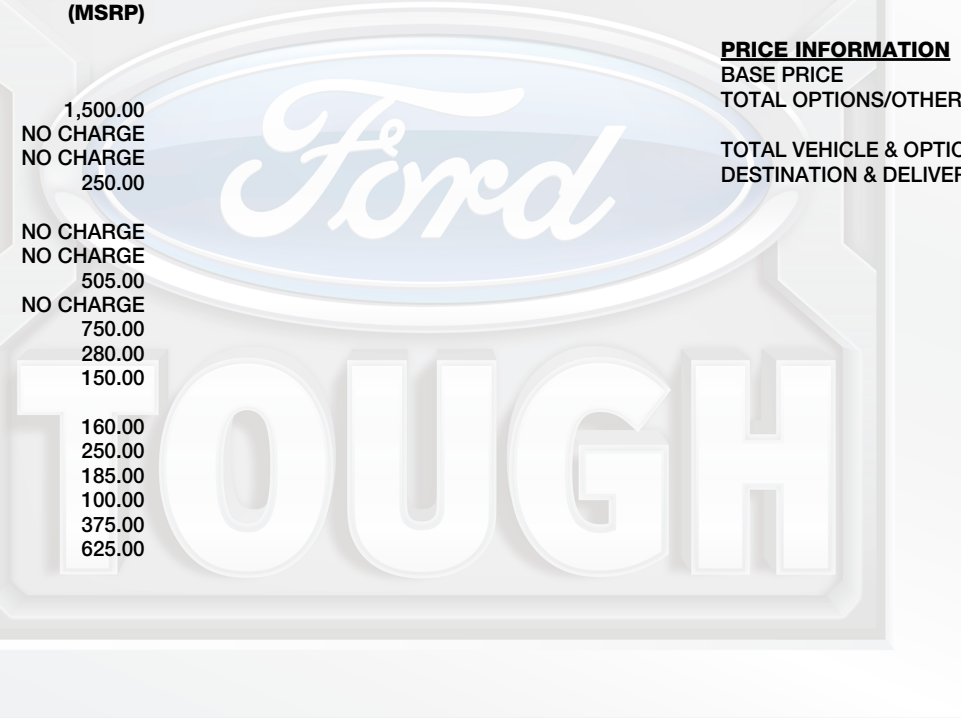 (MSRP)
1,500.00
NO CHARGE
NO CHARGE
250.00
NO CHARGE
NO CHARGE
505.00
NO CHARGE
750.00
280.00
150.00
160.00
250.00
185.00
100.00
375.00
625.00
PRICE INFORMATION
BASE PRICE
TOTAL OPTIONS/OTHER
TOTAL VEHICLE & OPTIO
DESTINATION & DELIVER
Ford
TOUGH